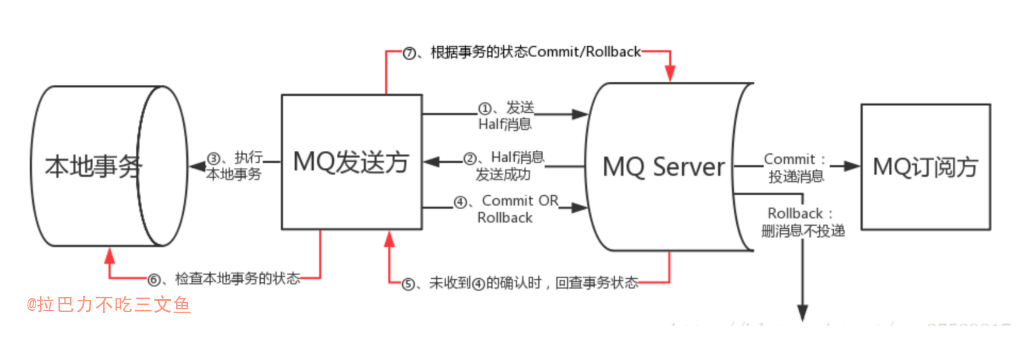 ⑦、根据事务的状态Commit/Rollback
①、发送
Half消息
本地事务
③、执行
本地事务
MQ发送方
②、Half消息
发送成功
MQ Server
Commit：
投递消息
MQ订阅方
④、Commit OR
Rollback
Rollback：
删消息不投递
⑥、检查本地事务的状态
⑤、未收到④的确认时，回查事务状态
@拉巴力不吃三文鱼